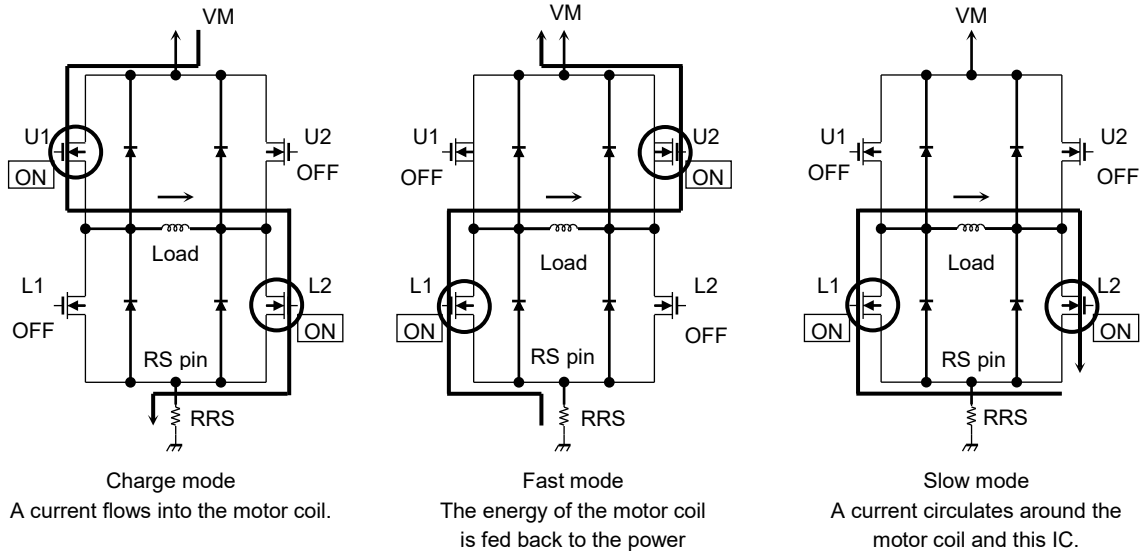 VM
U1
ON
U2
OFF
Load
L1
OFF
L2
ON
RS pin
RRS
Charge mode
A current flows into the motor coil.
VM
U1
OFF
U2
ON
Load
L1
ON
L2
OFF
RS pin
RRS
Fast mode
The energy of the motor coil
is fed back to the power
VM
U1
OFF
U2
OFF
Load
L1
ON
L2
ON
RS pin
RRS
Slow mode
A current circulates around the
motor coil and this IC.